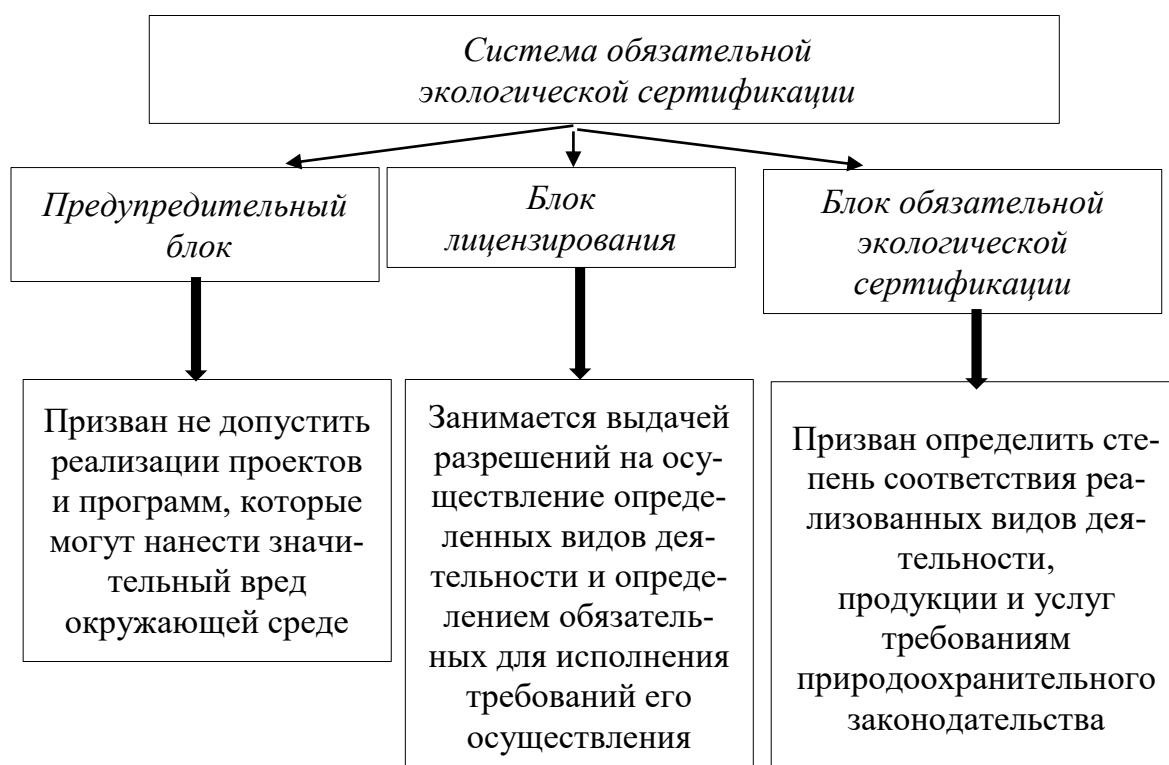 Система обязательной
экологической сертификации
Предупредительный
блок
Блок
лицензирования
Блок обязательной
экологической
сертификации
Призван не допустить
реализации проектов
и программ, которые
могут нанести значи-
тельный вред
окружающей среде
Занимается выдачей
разрешений на осу-
ществление опреде-
ленных видов дея-
тельности и опреде-
лением обязатель-
ных для исполнения
требований его
осуществления
Призван определить сте-
пень соответствия реа-
лизованных видов дея-
тельности,
продукции и услуг
требованиям
природоохранительного
законодательства